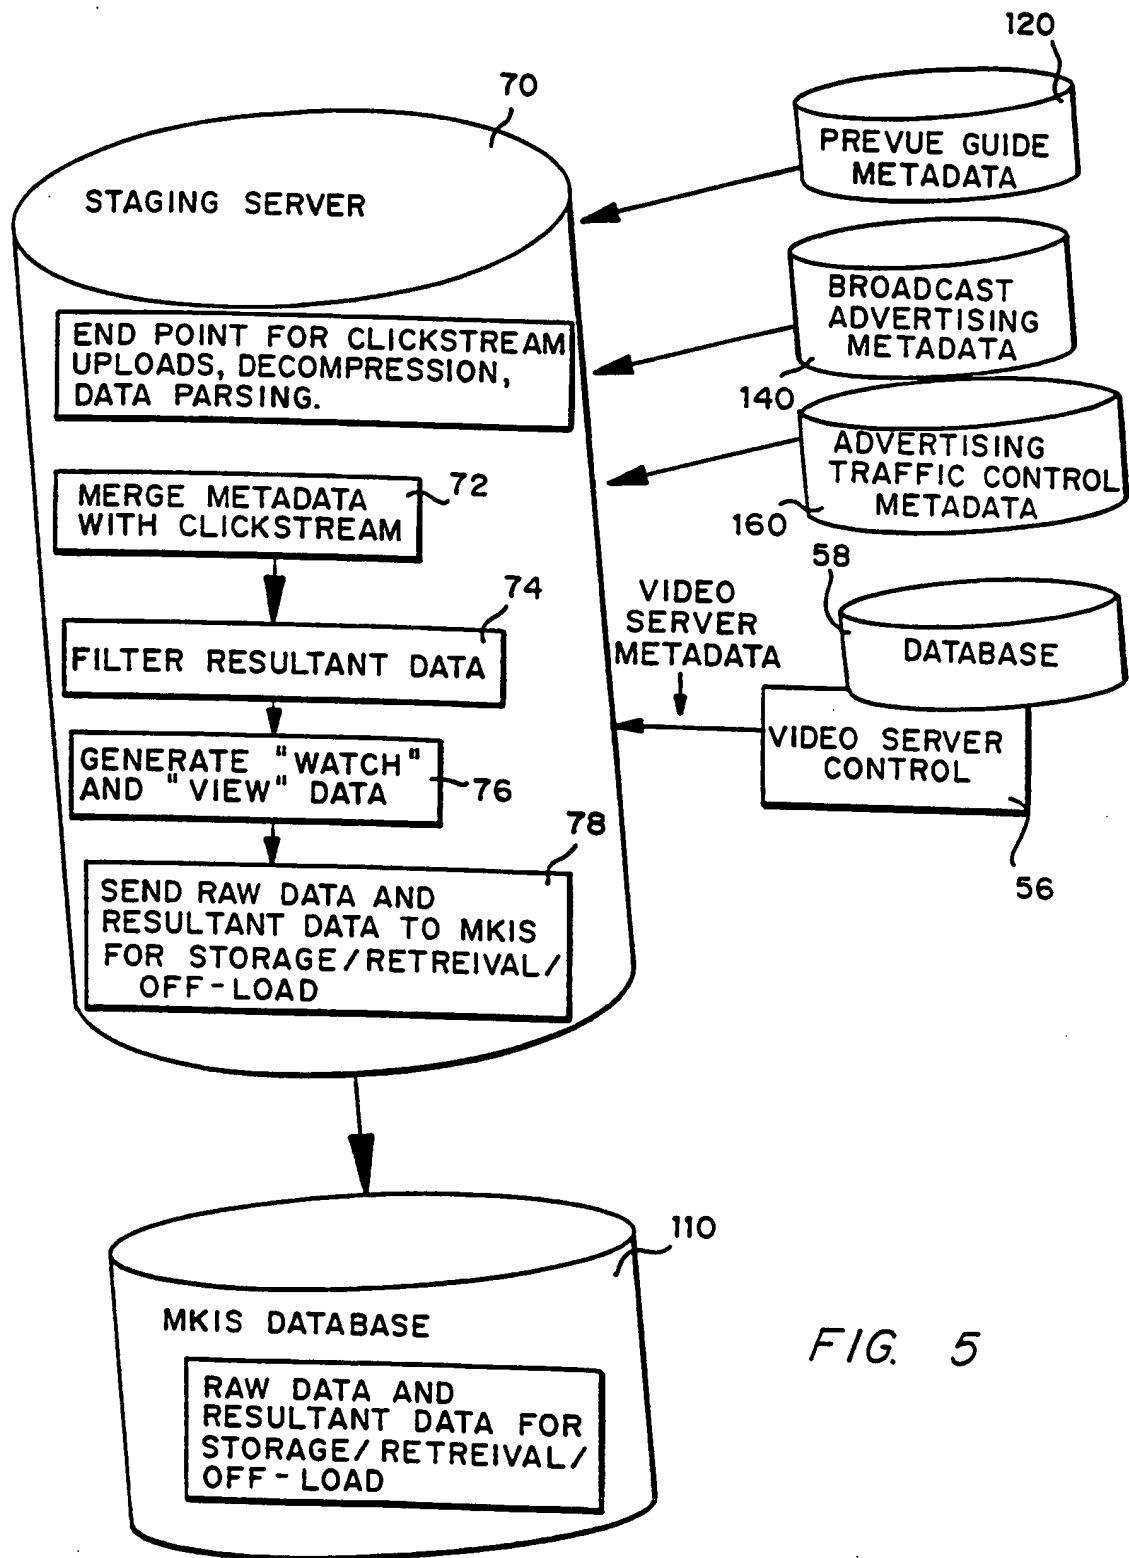 120
70
PREVUE GUIDE
METADATA
STAGING SERVER
BROADCAST
ADVERTISING
METADATA
140
END POINT FOR CLICKSTREAM
UPLOADS, DECOMPRESSION,
DATA PARSING.
ADVERTISING
TRAFFIC CONTROL
METADATA
160
MERGE METADATA
WITH CLICKSTREAM
72
58
DATABASE
VIDEO
SERVER
METADATA
74
FILTER RESULTANT DATA
VIDEO SERVER
CONTROL
56
GENERATE "WATCH"
AND "VIEW" DATA
76
78
SEND RAW DATA AND
RESULTANT DATA TO MKIS
FOR STORAGE/RETREIVAL/
OFF-LOAD
110
MKIS DATABASE
RAW DATA AND
RESULTANT DATA FOR
STORAGE/RETREIVAL/
OFF-LOAD
FIG. 5